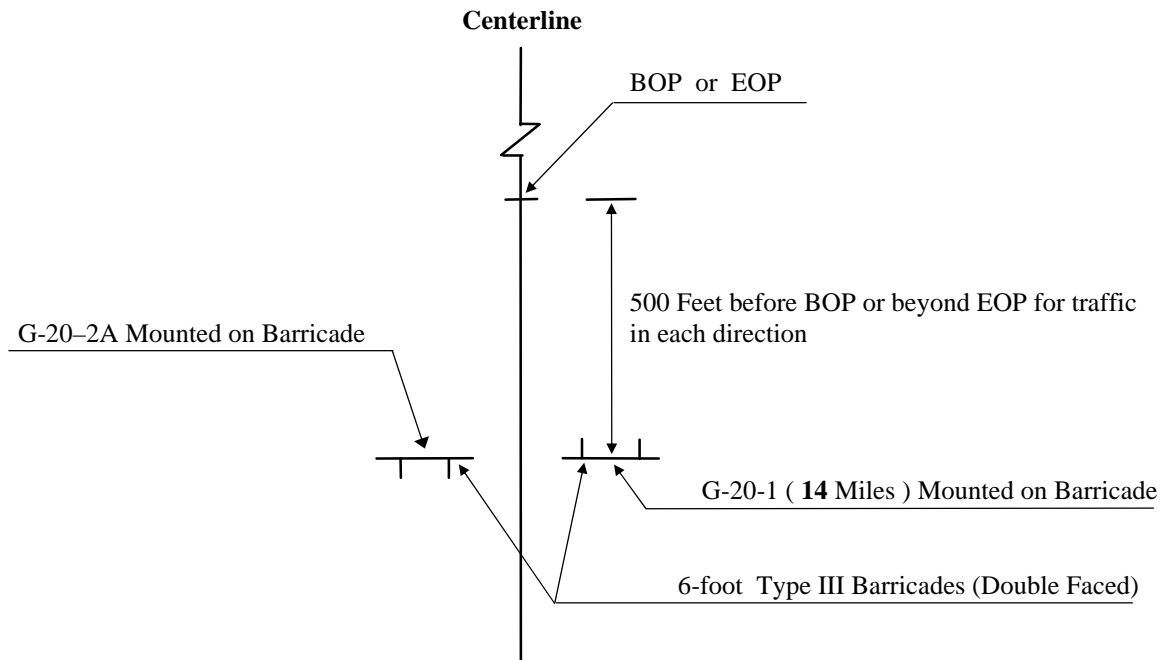 Centerline
BOP or EOP
500 Feet before BOP or beyond EOP for traffic
in each direction
G-20–2A Mounted on Barricade
G-20-1 ( 14 Miles ) Mounted on Barricade
6-foot Type III Barricades (Double Faced)